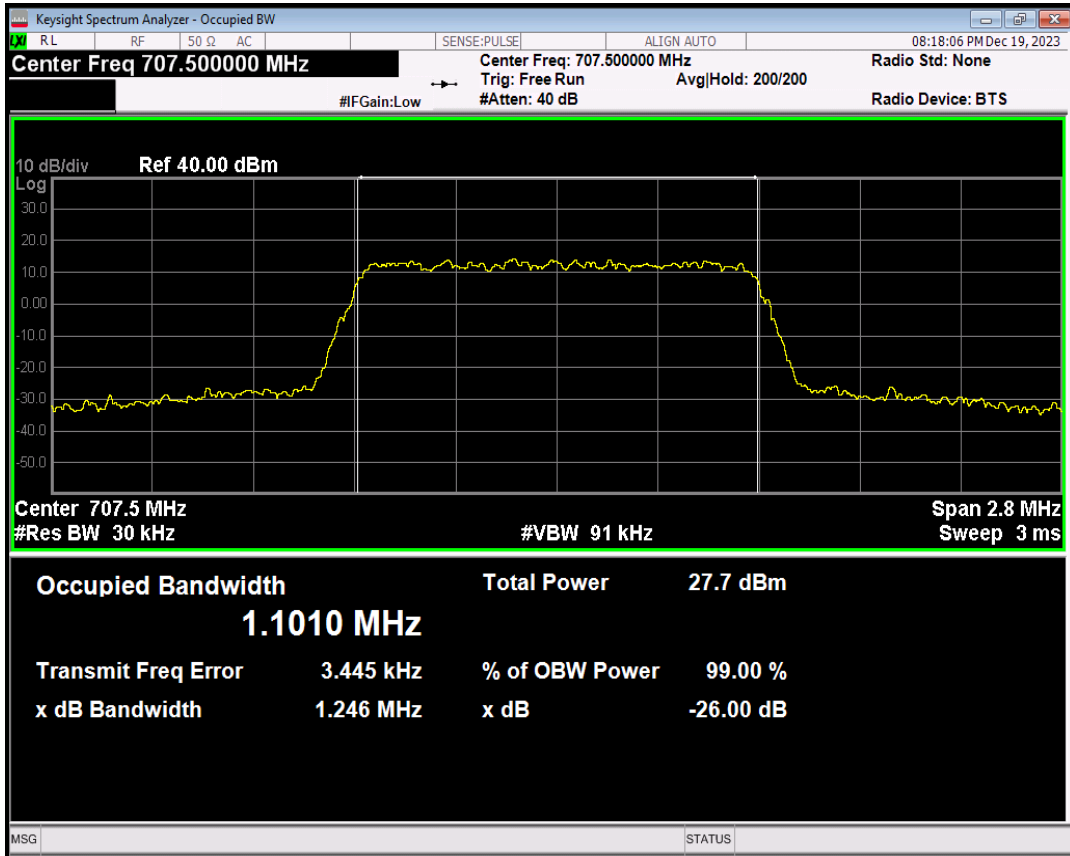 Keysight Spectrum Analyzer - Occupied BW
LXI RL RF 50 Ω AC SENSE:PULSE ALIGN AUTO 08:18:06 PM Dec 19, 2023
Center Freq 707.500000 MHz
Center Freq: 707.500000 MHz
Radio Std: None
Trig: Free Run Avg|Hold: 200/200
#IFGain:Low
#Atten: 40 dB
Radio Device: BTS
10 dB/div Ref 40.00 dBm
Log
30.0
20.0
10.0
0.00
-10.0
-20.0
-30.0
-40.0
-50.0
Center 707.5 MHz Span 2.8 MHz
#Res BW 30 kHz #VBW 91 kHz Sweep 3 ms
Occupied Bandwidth Total Power 27.7 dBm
1.1010 MHz
Transmit Freq Error 3.445 kHz % of OBW Power 99.00 %
x dB Bandwidth 1.246 MHz x dB -26.00 dB
MSG STATUS